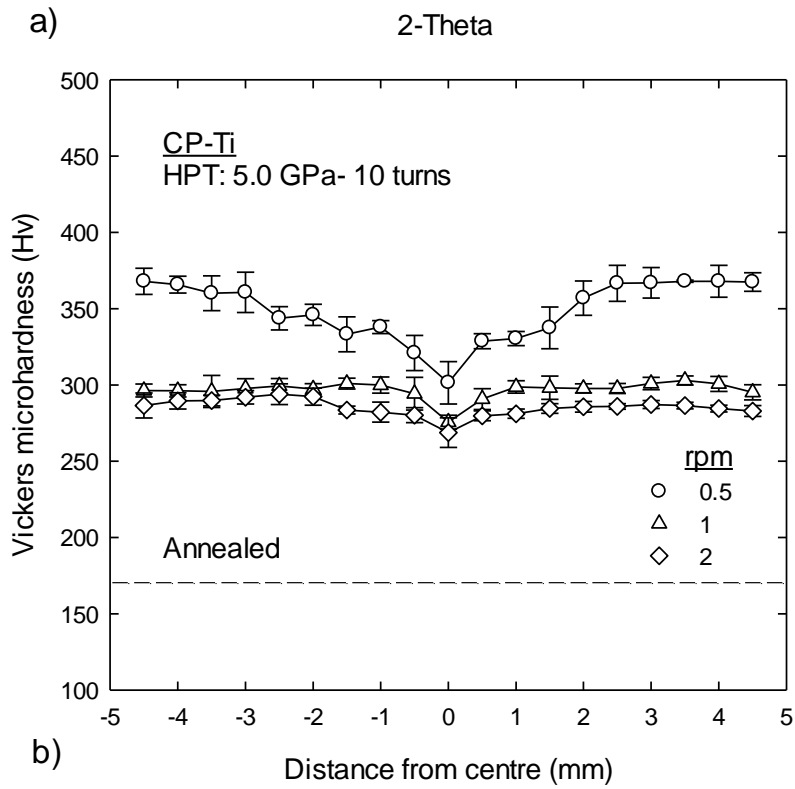 a)
2-Theta
500
450
400
350
300
250
200
150
100
Vickers microhardness (Hv)
CP-Ti
HPT: 5.0 GPa- 10 turns
rpm
0.5
1
2
Annealed
-5 -4 -3 -2 -1 0 1 2 3 4 5
b)
Distance from centre (mm)